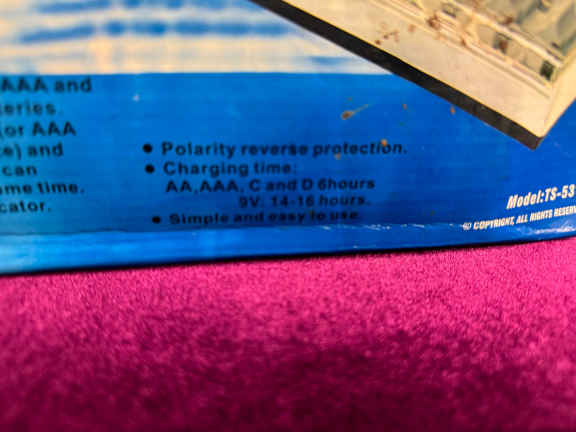 AAA and
eries.
or AAA
e) and
can
me time.
cator.
● Polarity reverse protection.
● Charging time:
AA,AAA, C and D 6hours
9V: 14-16 hours.
● Simple and easy to use.
Model:TS-53
© COPYRIGHT, ALL RIGHTS RESERV